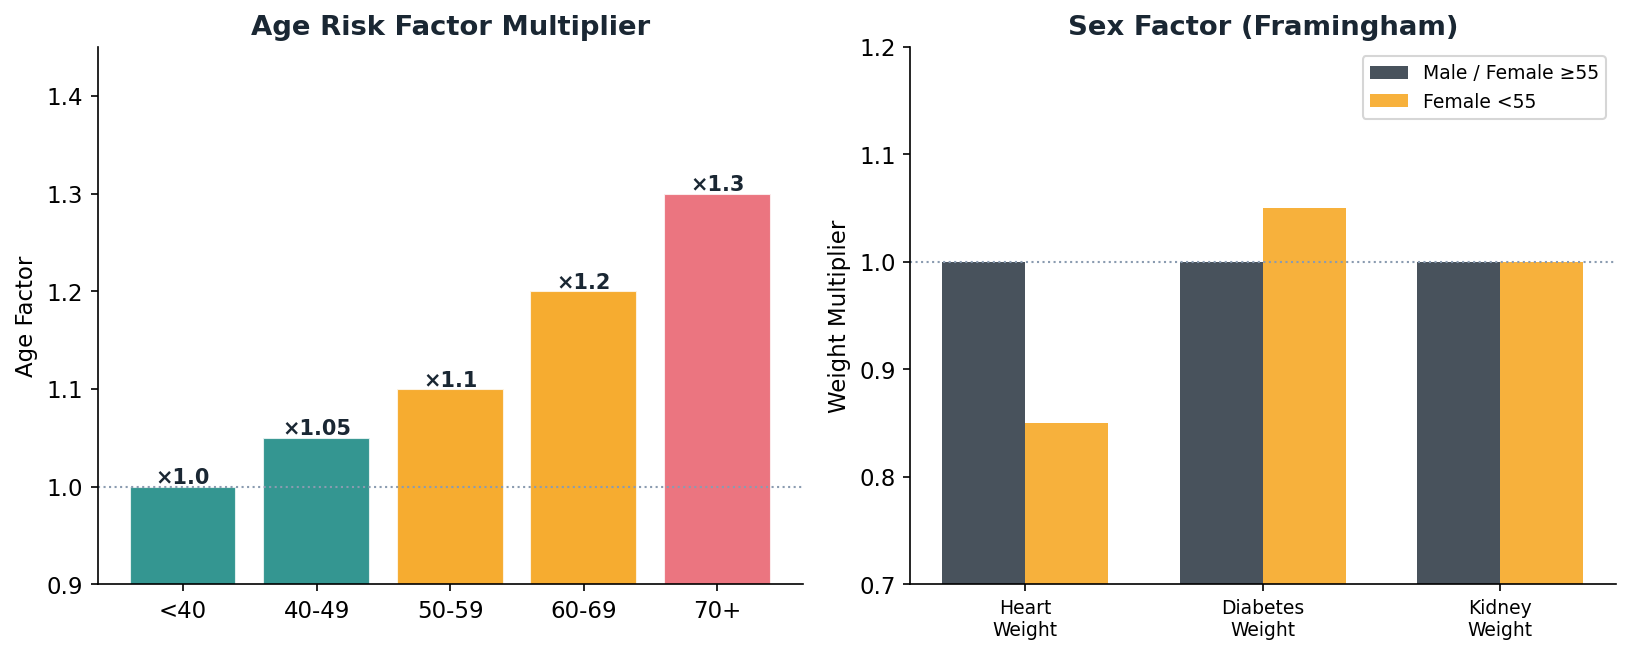 Age Risk Factor Multiplier
Age Factor
1.4
1.3
1.2
1.1
1.0
0.9
×1.0
×1.05
×1.1
×1.2
×1.3
<40
40-49
50-59
60-69
70+
Sex Factor (Framingham)
Weight Multiplier
1.2
1.1
1.0
0.9
0.8
0.7
Male / Female ≥55
Female <55
Heart
Weight
Diabetes
Weight
Kidney
Weight